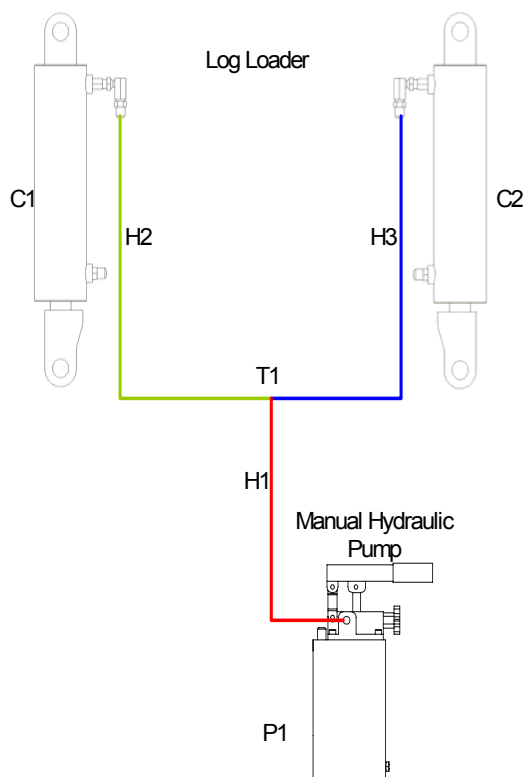 Log Loader
C1
C2
H2
H3
T1
H1
Manual Hydraulic
Pump
P1